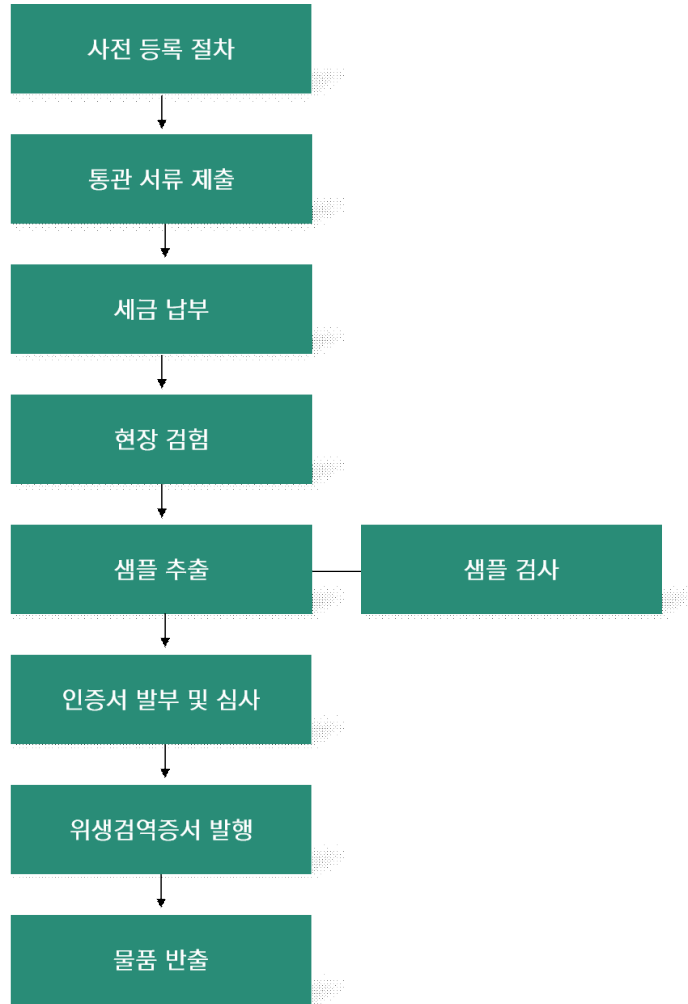 사전 등록 절차
통관 서류 제출
세금 납부
현장 검험
샘플 추출
샘플 검사
인증서 발부 및 심사
위생검역증서 발행
물품 반출